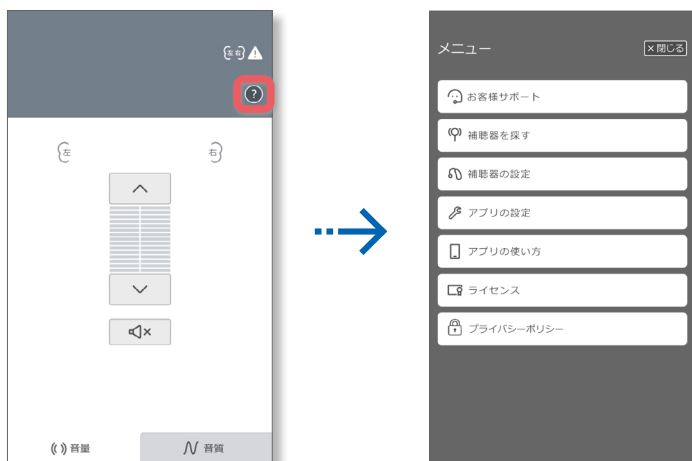 左右
?
左
右
音量
音質
メニュー
×閉じる
お客様サポート
補聴器を探す
補聴器の設定
アプリの設定
アプリの使い方
ライセンス
プライバシーポリシー